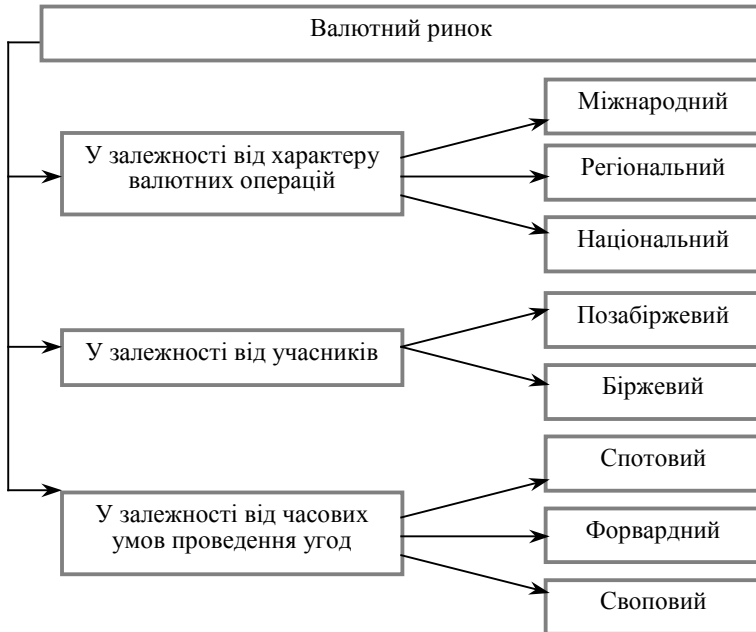 Валютний ринок
У залежності від характеру
валютних операцій
Міжнародний
Регіональний
Національний
У залежності від учасників
Позабіржевий
Біржевий
У залежності від часових
умов проведення угод
Спотовий
Форвардний
Своповий